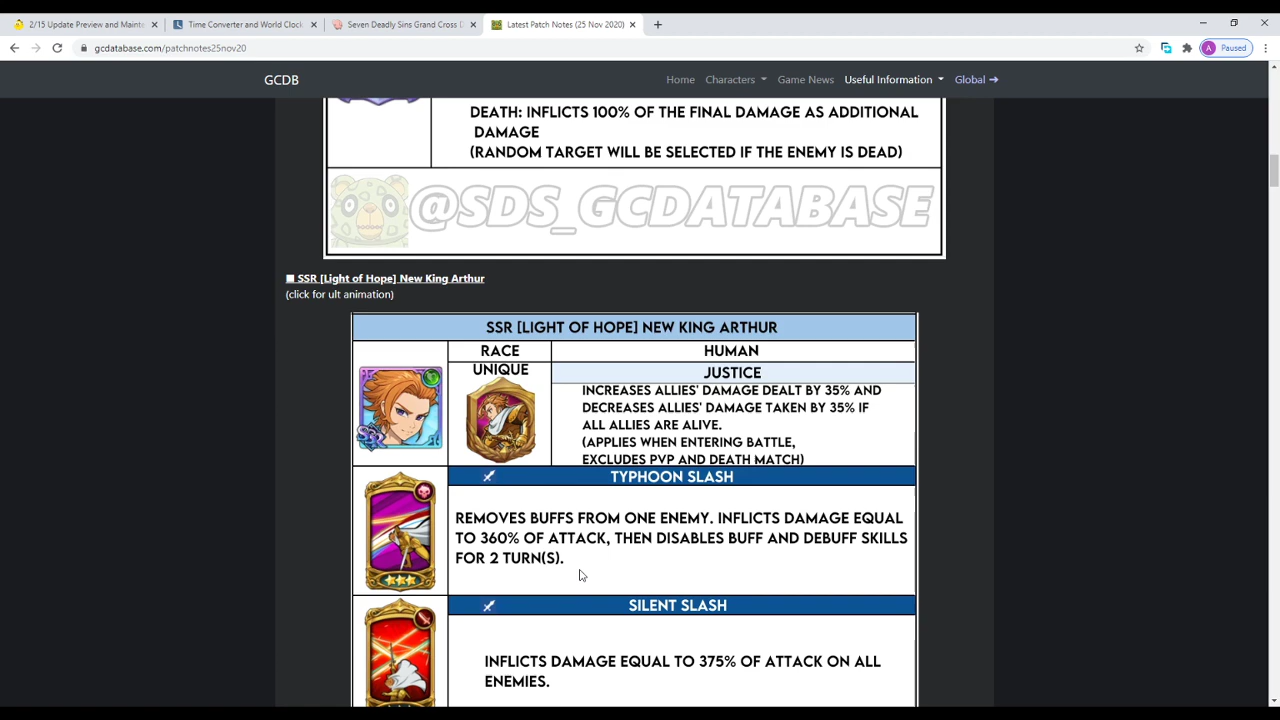 2/15 Update Preview and Mainte
Time Converter and World Clock
Seven Deadly Sins Grand Cross D
Latest Patch Notes (25 Nov 2020)
gcdatabase.com/patchnotes25nov20
A Paused
GCDB
Home Characters Game News Useful Information Global →
DEATH: INFLICTS 100% OF THE FINAL DAMAGE AS ADDITIONAL
DAMAGE
(RANDOM TARGET WILL BE SELECTED IF THE ENEMY IS DEAD)
@SDS_GCDATABASE
■ SSR [Light of Hope] New King Arthur
(click for ult animation)
SSR [LIGHT OF HOPE] NEW KING ARTHUR
RACE HUMAN
UNIQUE JUSTICE
INCREASES ALLIES' DAMAGE DEALT BY 35% AND
DECREASES ALLIES' DAMAGE TAKEN BY 35% IF
ALL ALLIES ARE ALIVE.
(APPLIES WHEN ENTERING BATTLE,
EXCLUDES PVP AND DEATH MATCH)
SSR
TYPHOON SLASH
REMOVES BUFFS FROM ONE ENEMY. INFLICTS DAMAGE EQUAL
TO 360% OF ATTACK, THEN DISABLES BUFF AND DEBUFF SKILLS
FOR 2 TURN(S).
SILENT SLASH
INFLICTS DAMAGE EQUAL TO 375% OF ATTACK ON ALL
ENEMIES.